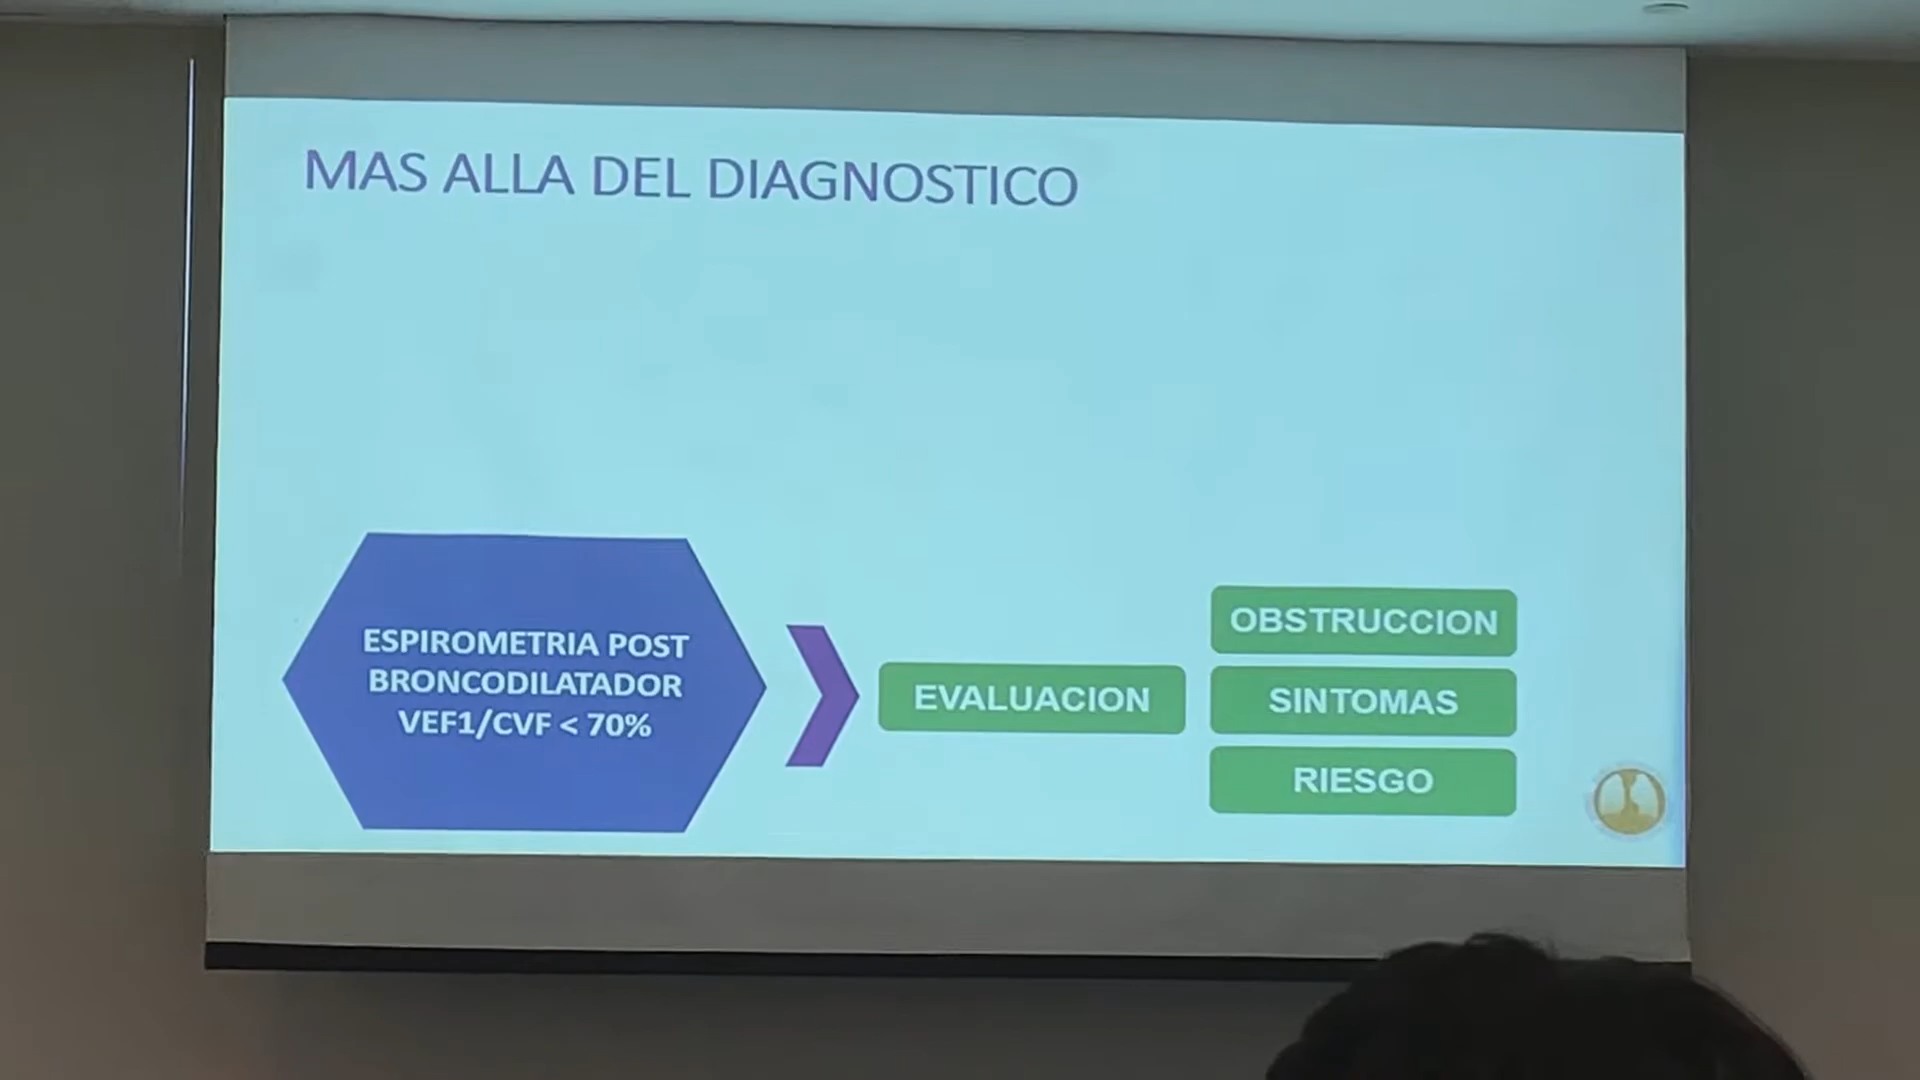 MAS ALLA DEL DIAGNOSTICO
ESPIROMETRIA POST
BRONCODILATADOR
VEF1/CVF < 70%
EVALUACION
OBSTRUCCION
SINTOMAS
RIESGO